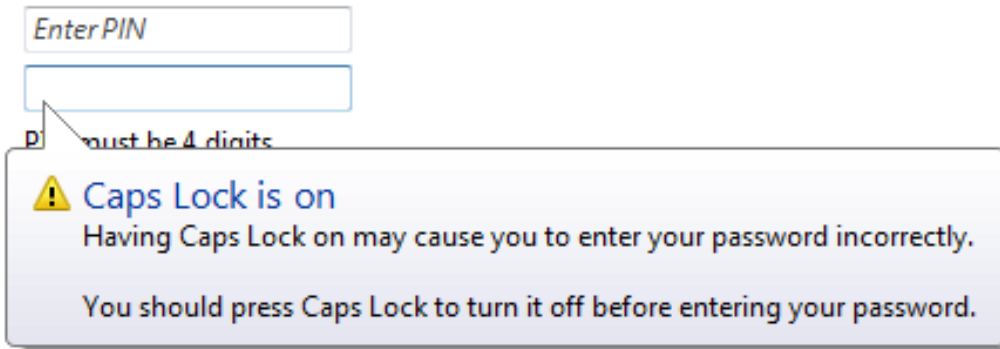 Enter PIN
must be 4 digits
Caps Lock is on
Having Caps Lock on may cause you to enter your password incorrectly.
You should press Caps Lock to turn it off before entering your password.